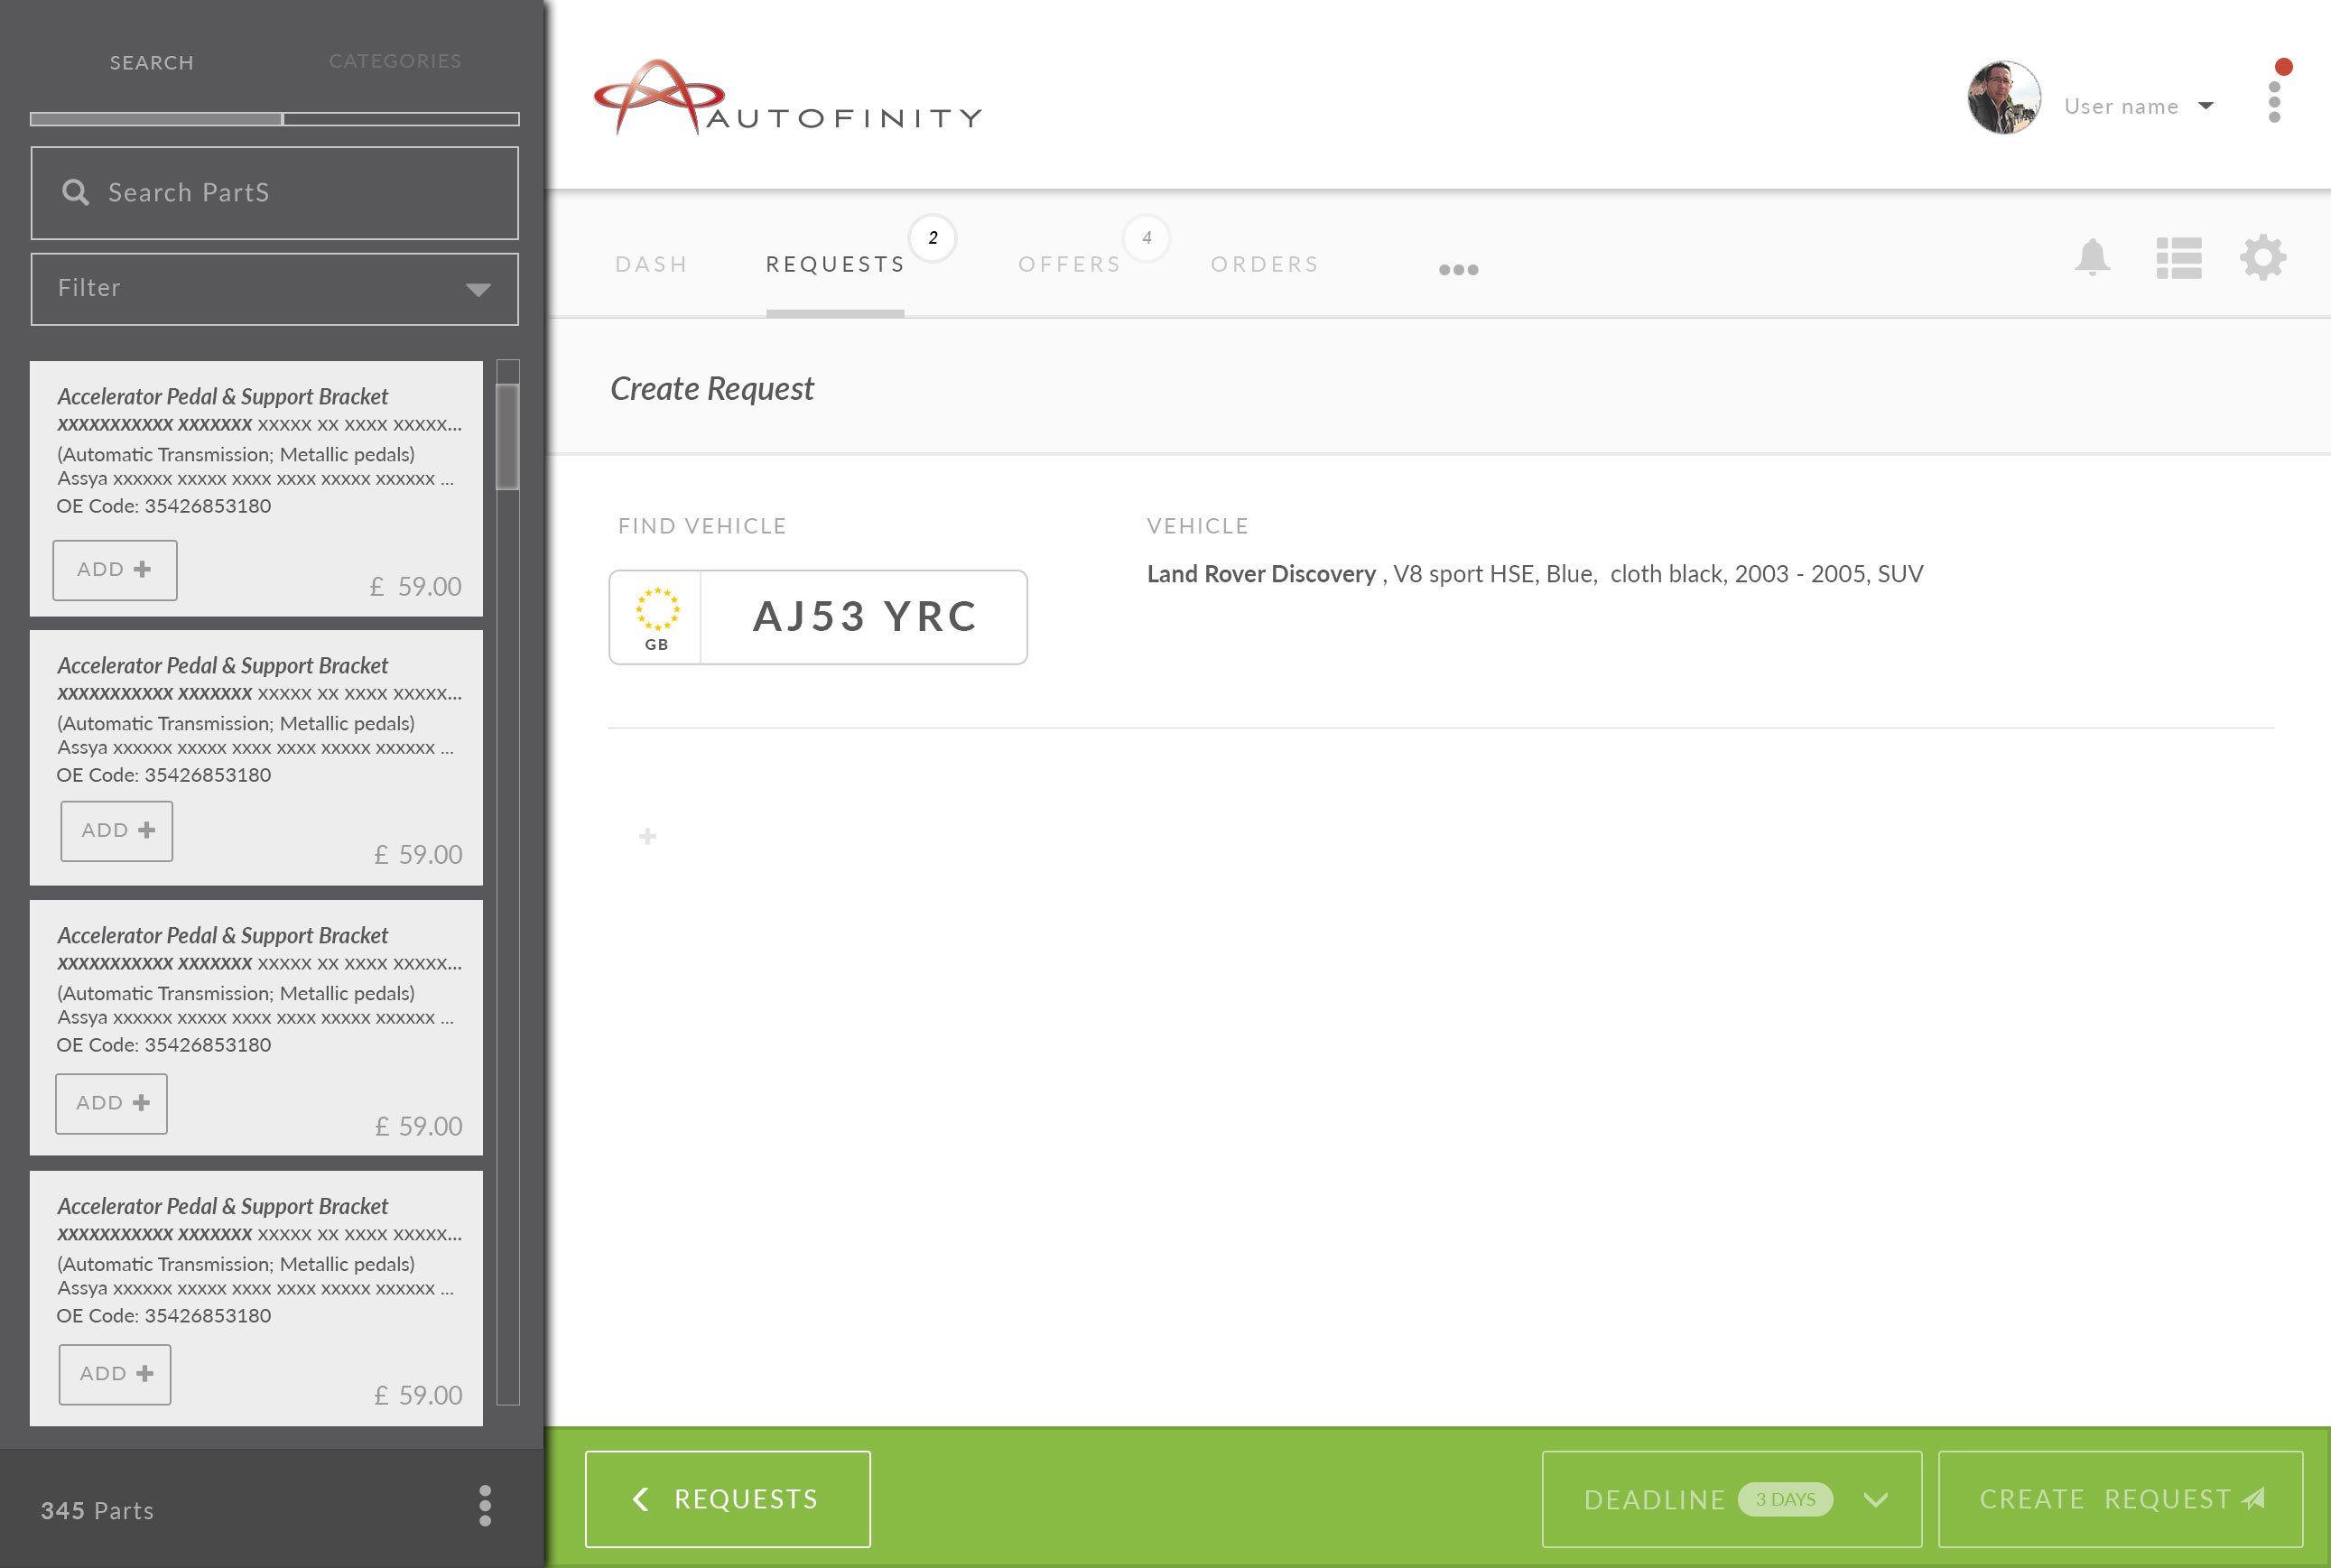 SEARCH
CATEGORIES
Search PartS
Filter
Accelerator Pedal & Support Bracket
xxxxxxxxxxx xxxxxxx xxxxx xx xxxx xxxxx...
(Automatic Transmission; Metallic pedals)
Assya xxxxxx xxxxx xxxx xxxx xxxxx xxxxxx ...
OE Code: 35426853180
ADD
£ 59.00
Accelerator Pedal & Support Bracket
xxxxxxxxxxx xxxxxxx xxxxx xx xxxx xxxxx...
(Automatic Transmission; Metallic pedals)
Assya xxxxxx xxxxx xxxx xxxx xxxxx xxxxxx ...
OE Code: 35426853180
ADD
£ 59.00
Accelerator Pedal & Support Bracket
xxxxxxxxxxx xxxxxxx xxxxx xx xxxx xxxxx...
(Automatic Transmission; Metallic pedals)
Assya xxxxxx xxxxx xxxx xxxx xxxxx xxxxxx ...
OE Code: 35426853180
ADD
£ 59.00
Accelerator Pedal & Support Bracket
xxxxxxxxxxx xxxxxxx xxxxx xx xxxx xxxxx...
(Automatic Transmission; Metallic pedals)
Assya xxxxxx xxxxx xxxx xxxx xxxxx xxxxxx ...
OE Code: 35426853180
ADD
£ 59.00
345 Parts
AUTOFINITY
User name
DASH
REQUESTS
2
OFFERS
4
ORDERS
Create Request
FIND VEHICLE
GB
AJ53 YRC
VEHICLE
Land Rover Discovery , V8 sport HSE, Blue, cloth black, 2003 - 2005, SUV
REQUESTS
DEADLINE
3 DAYS
CREATE REQUEST